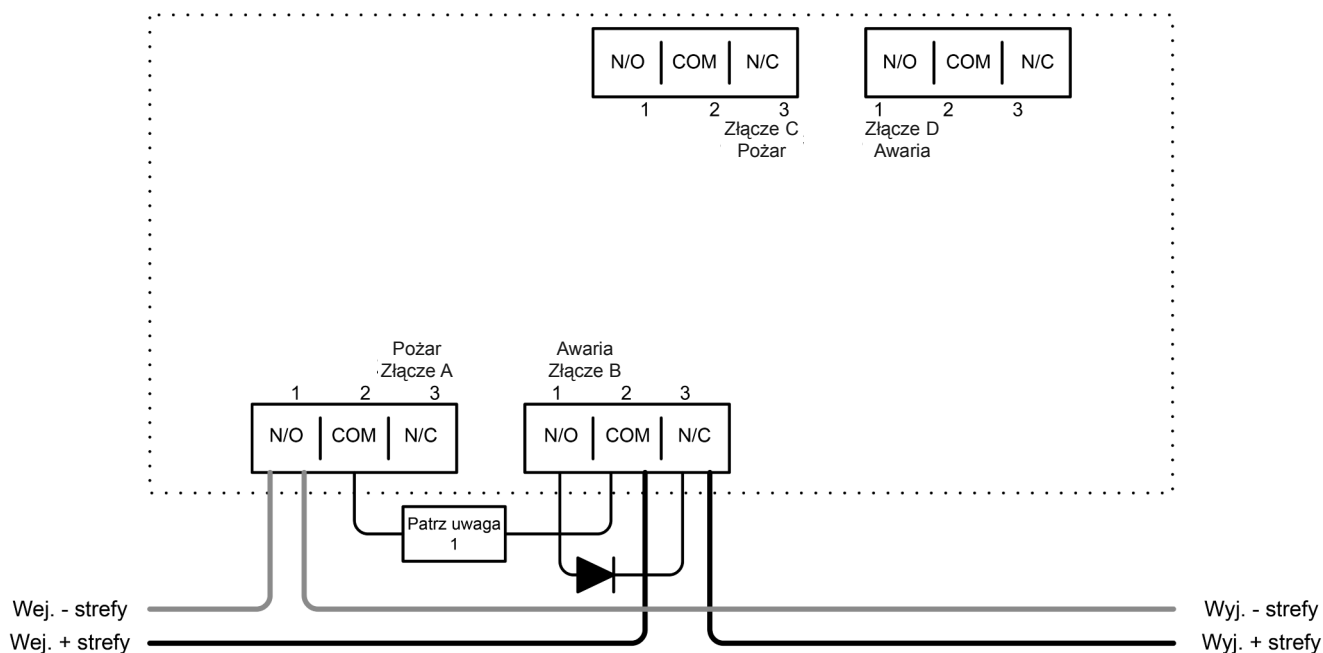 N/O COM N/C
N/O COM N/C
1 2 3
1 2 3
Złącze C
Pożar
Złącze D
Awaria
Pożar
Złącze A
Awaria
Złącze B
1 2 3
1 2 3
N/O COM N/C
N/O COM N/C
Patrz uwaga
1
Wej. - strefy
Wyj. - strefy
Wej. + strefy
Wyj. + strefy